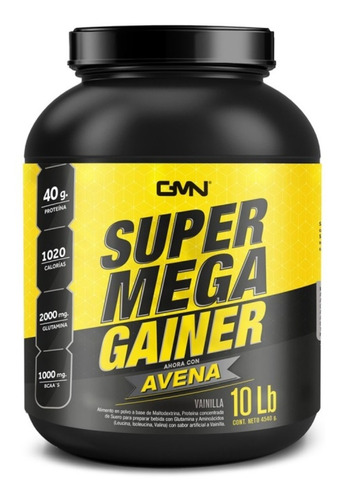 GMN®
SUPER
MEGA
GAINER
AHORA CON
AVENA
VAINILLA
10 Lb
CONT. NETO 4540 g.
Alimento en polvo a base de Maltodextrina, Proteína concentrada
de Suero para preparar bebida con Glutamina y Aminoácidos
(Leucina, Isoleucina, Valina) con sabor artificial a Vainilla.
40 g.
PROTEÍNA
1020
CALORÍAS
2000 mg.
GLUTAMINA
1000 mg.
BCAA´S